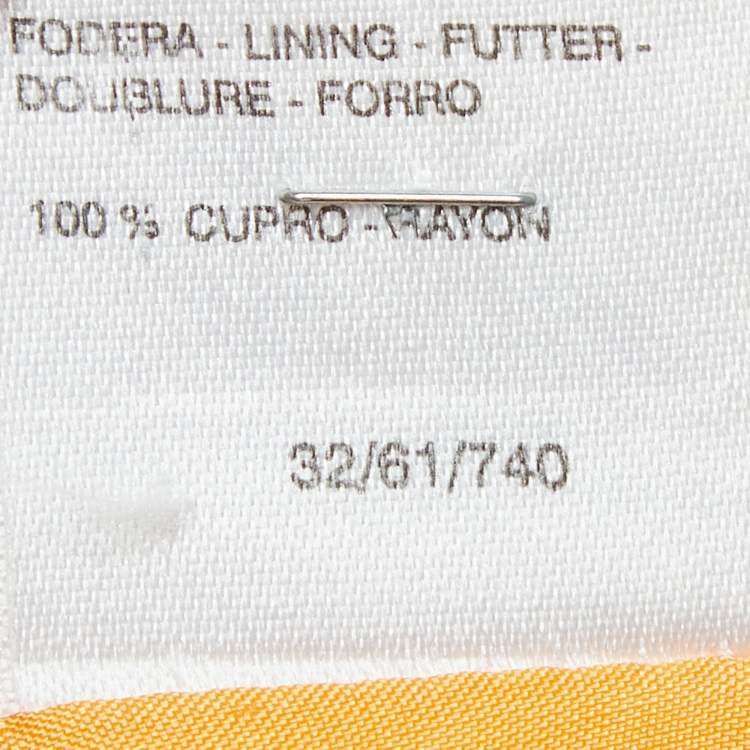 FODERA - LINING - FUTTER -
DOUBLURE - FORRO
100 % CUPRO - RAYON
32/61/740